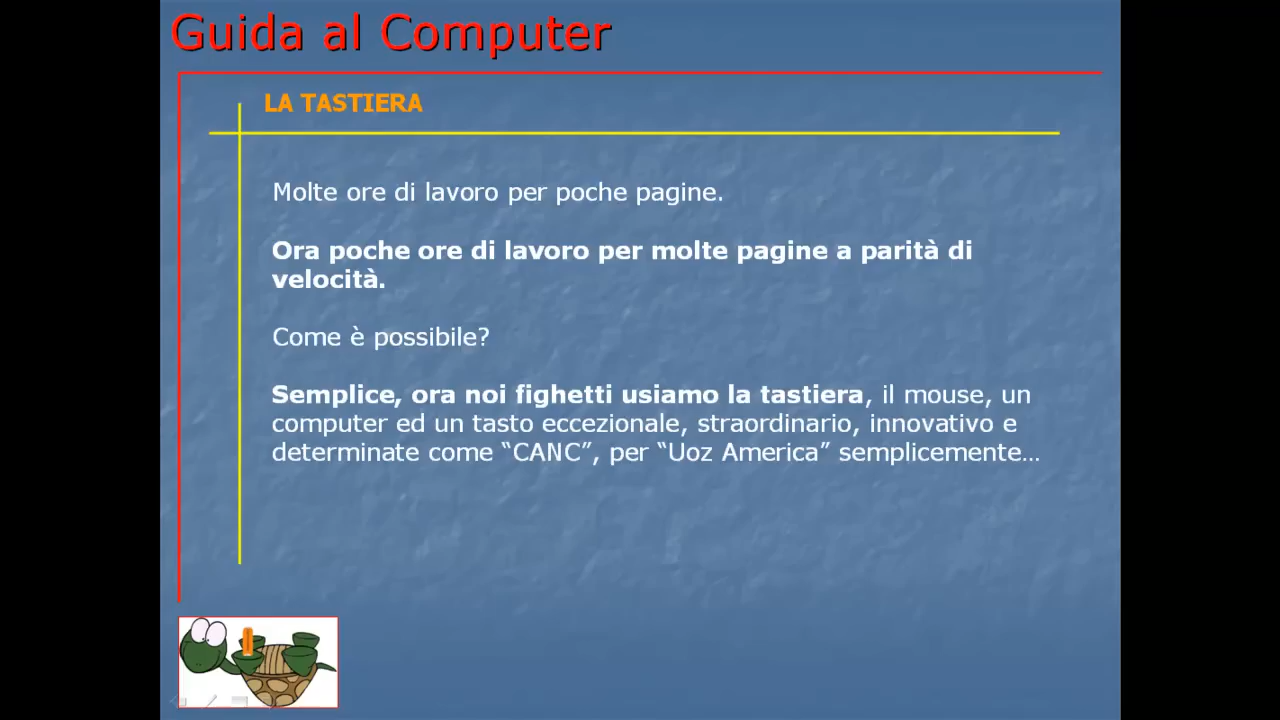 Guida al Computer
LA TASTIERA
Molte ore di lavoro per poche pagine.
Ora poche ore di lavoro per molte pagine a parità di
velocità.
Come è possibile?
Semplice, ora noi fighetti usiamo la tastiera, il mouse, un
computer ed un tasto eccezionale, straordinario, innovativo e
determinate come “CANC”, per “Uoz America” semplicemente…